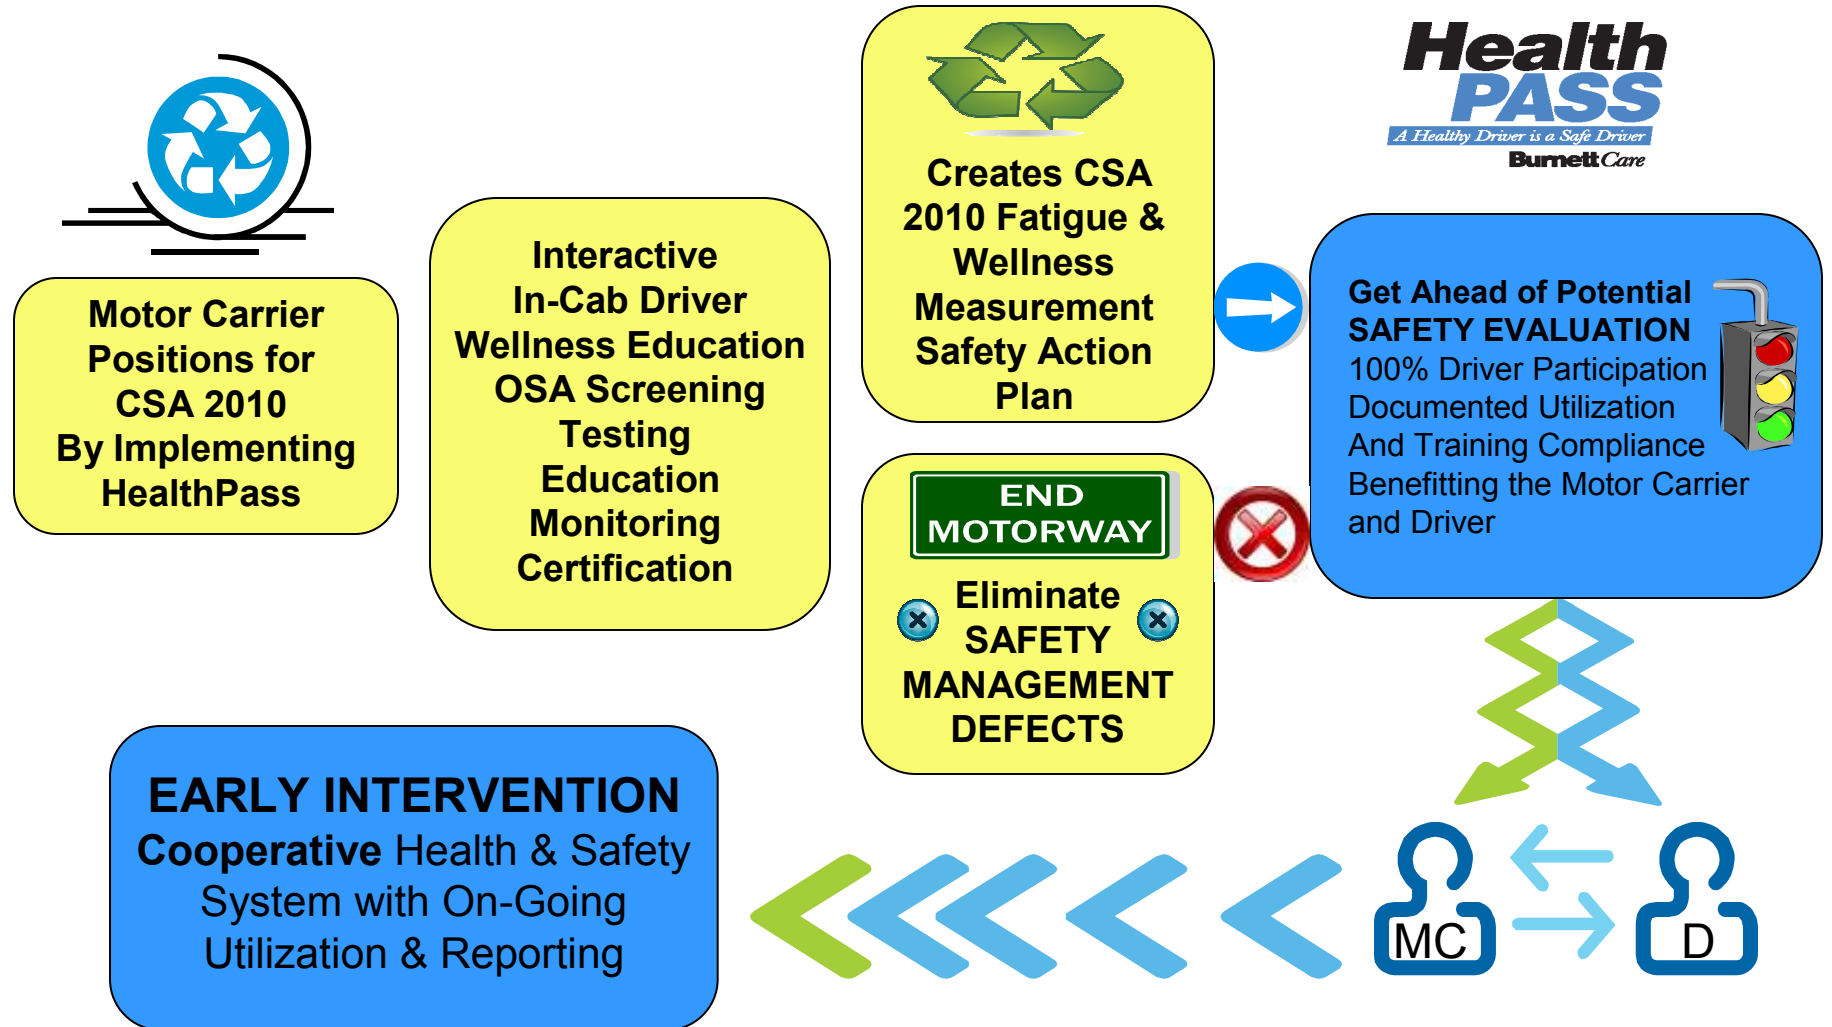 Health
PASS
A Healthy Driver is a Safe Driver
Burnett Care
Motor Carrier
Positions for
CSA 2010
By Implementing
HealthPass
Interactive
In-Cab Driver
Wellness Education
OSA Screening
Testing
Education
Monitoring
Certification
Creates CSA
2010 Fatigue &
Wellness
Measurement
Safety Action
Plan
END
MOTORWAY
Eliminate
SAFETY
MANAGEMENT
DEFECTS
Get Ahead of Potential
SAFETY EVALUATION
100% Driver Participation
Documented Utilization
And Training Compliance
Benefitting the Motor Carrier
and Driver
MC
D
EARLY INTERVENTION
Cooperative Health & Safety
System with On-Going
Utilization & Reporting